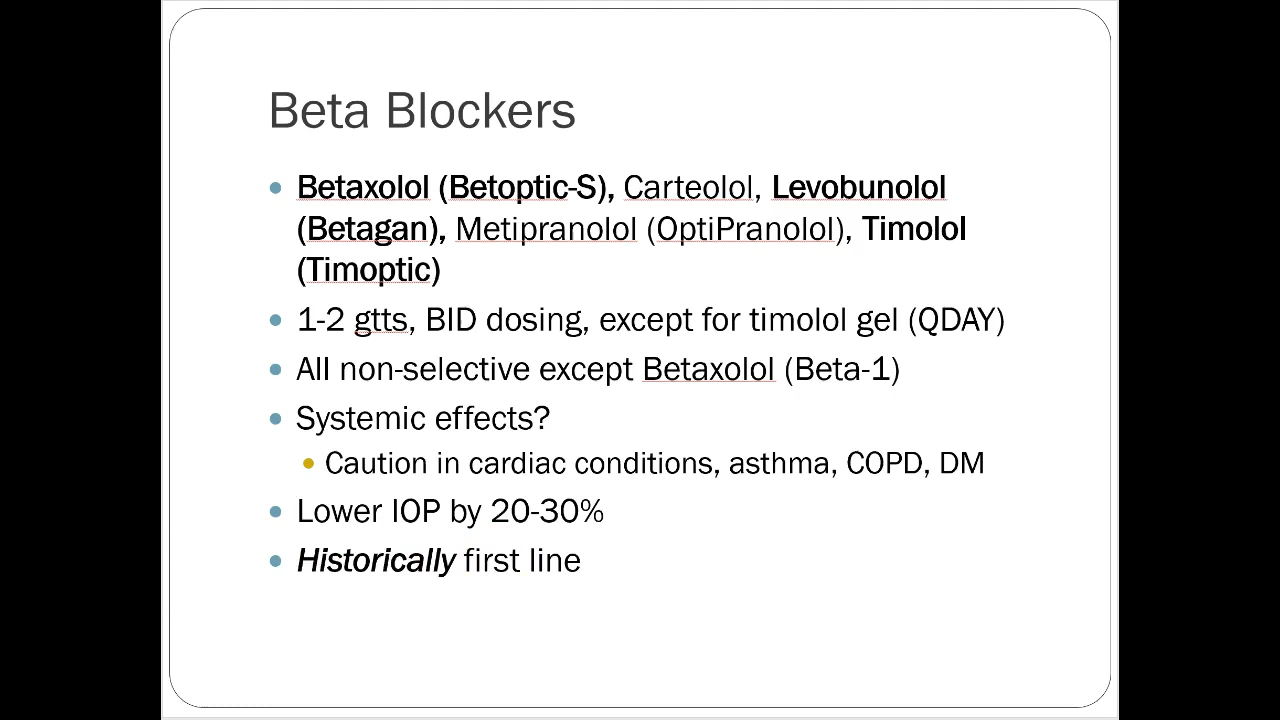 Beta Blockers
Betaxolol (Betoptic-S), Carteolol, Levobunolol
(Betagan), Metipranolol (OptiPranolol), Timolol
(Timoptic)
1-2 gtts, BID dosing, except for timolol gel (QDAY)
All non-selective except Betaxolol (Beta-1)
Systemic effects?
Caution in cardiac conditions, asthma, COPD, DM
Lower IOP by 20-30%
Historically first line